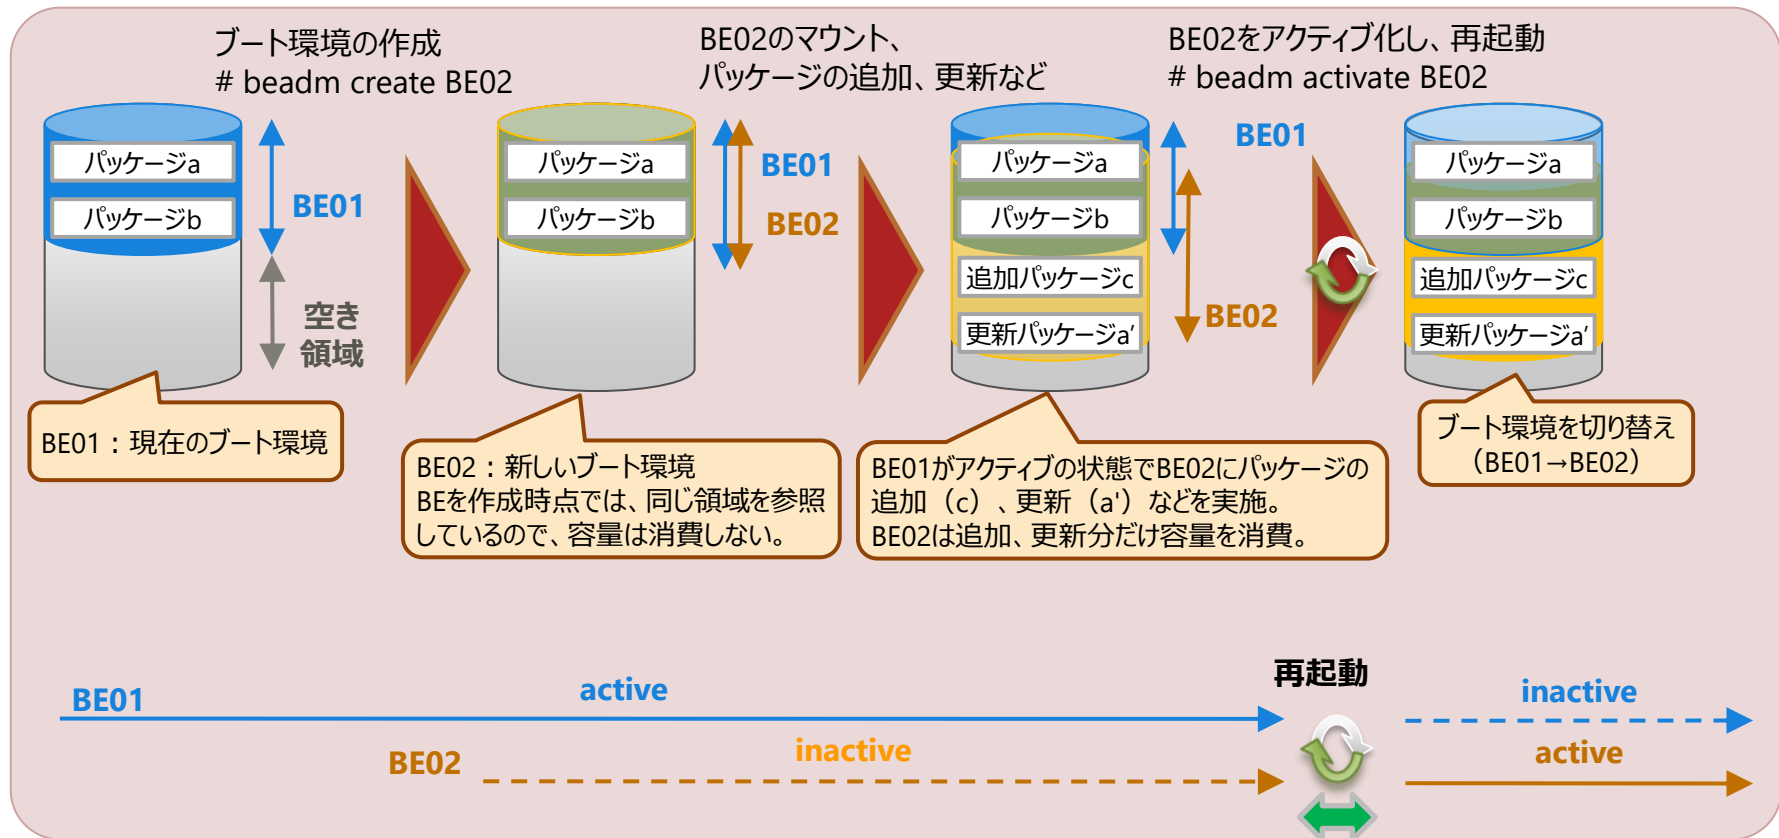 ブート環境の作成
# beadm create BE02
BE02のマウント、
パッケージの追加、更新など
BE02をアクティブ化し、再起動
# beadm activate BE02
パッケージa
パッケージb
BE01
空き
領域
パッケージa
パッケージb
BE01
BE02
パッケージa
パッケージb
追加パッケージc
更新パッケージa'
BE01
BE02
パッケージa
パッケージb
追加パッケージc
更新パッケージa'
BE01：現在のブート環境
BE02：新しいブート環境
BEを作成時点では、同じ領域を参照
しているので、容量は消費しない。
BE01がアクティブの状態でBE02にパッケージの
追加（c）、更新（a'）などを実施。
BE02は追加、更新分だけ容量を消費。
ブート環境を切り替え
（BE01→BE02）
再起動
BE01
active
inactive
BE02
inactive
active